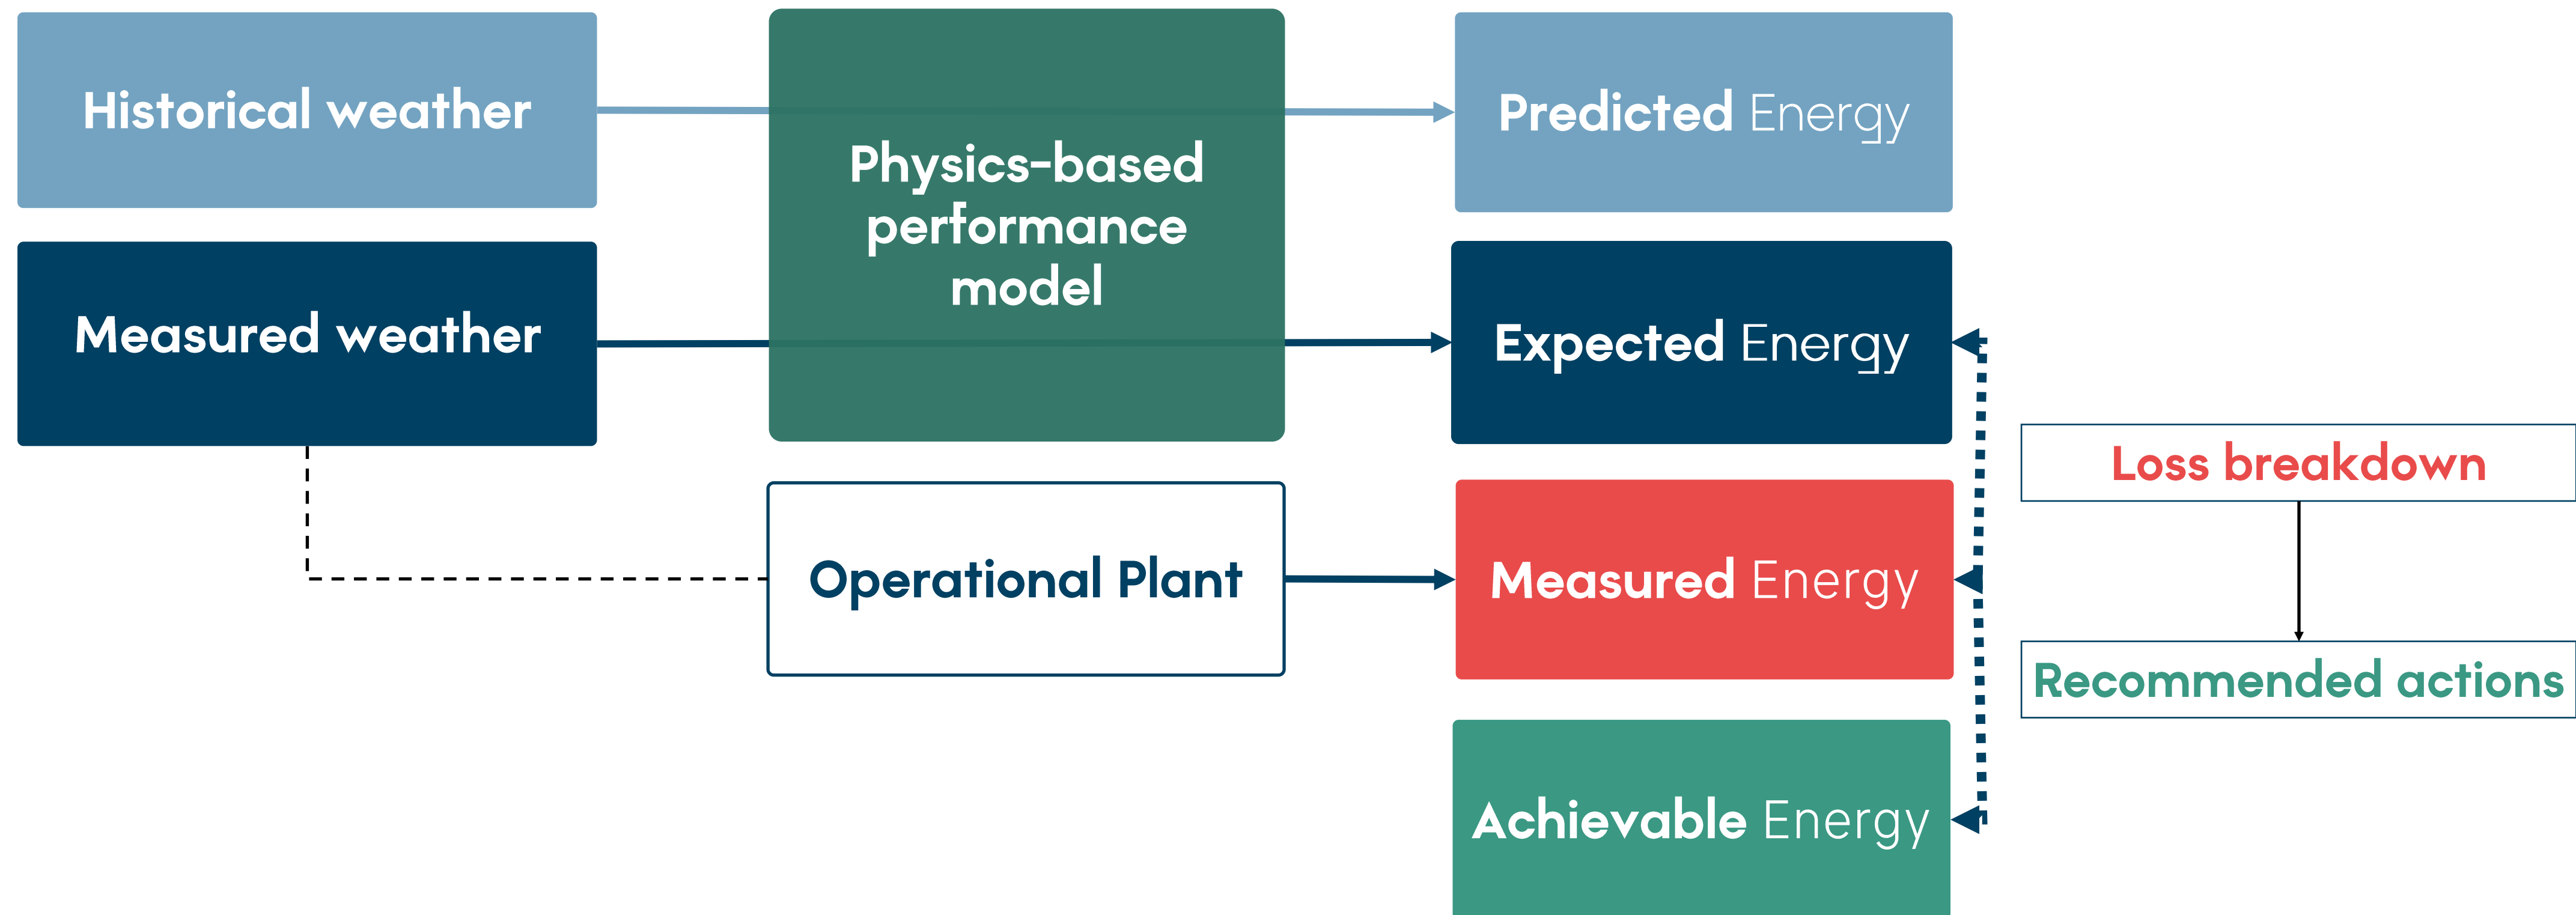 Historical weather
Physics-based
performance
model
Predicted Energy
Measured weather
Expected Energy
Loss breakdown
Operational Plant
Measured Energy
Recommended actions
Achievable Energy